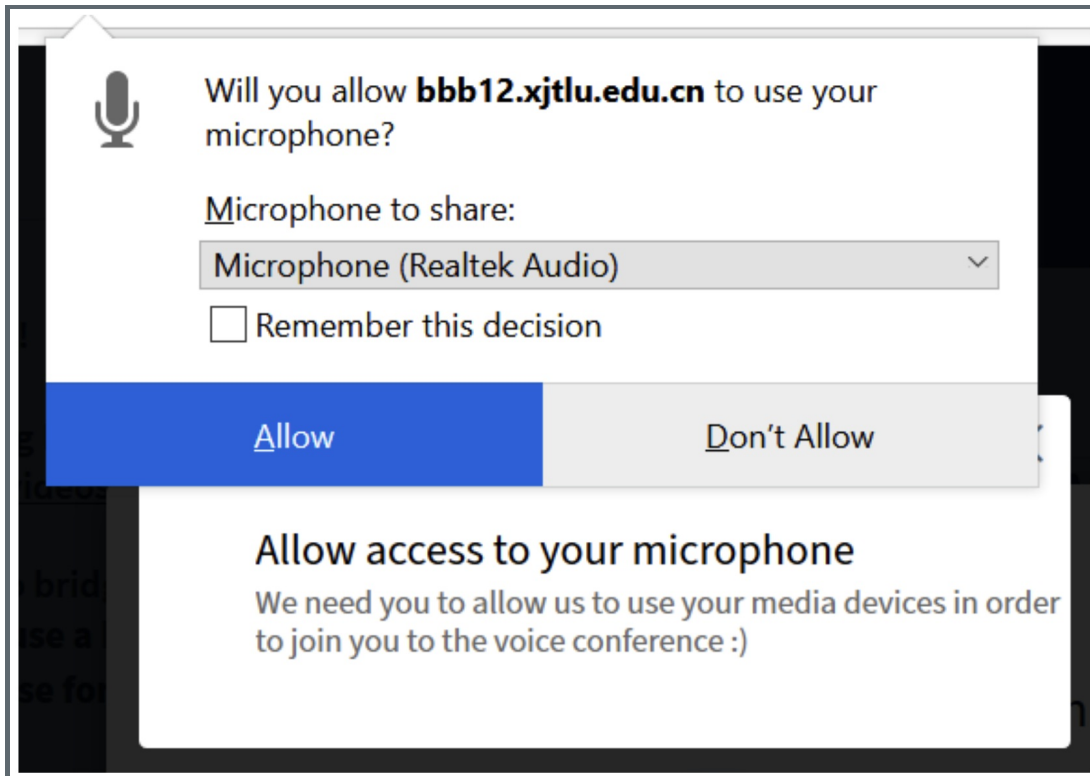 Will you allow bbb12.xjtlu.edu.cn to use your
microphone?
Microphone to share:
Microphone (Realtek Audio)
Remember this decision
Allow
Don’t Allow
Allow access to your microphone
We need you to allow us to use your media devices in order
to join you to the voice conference :)